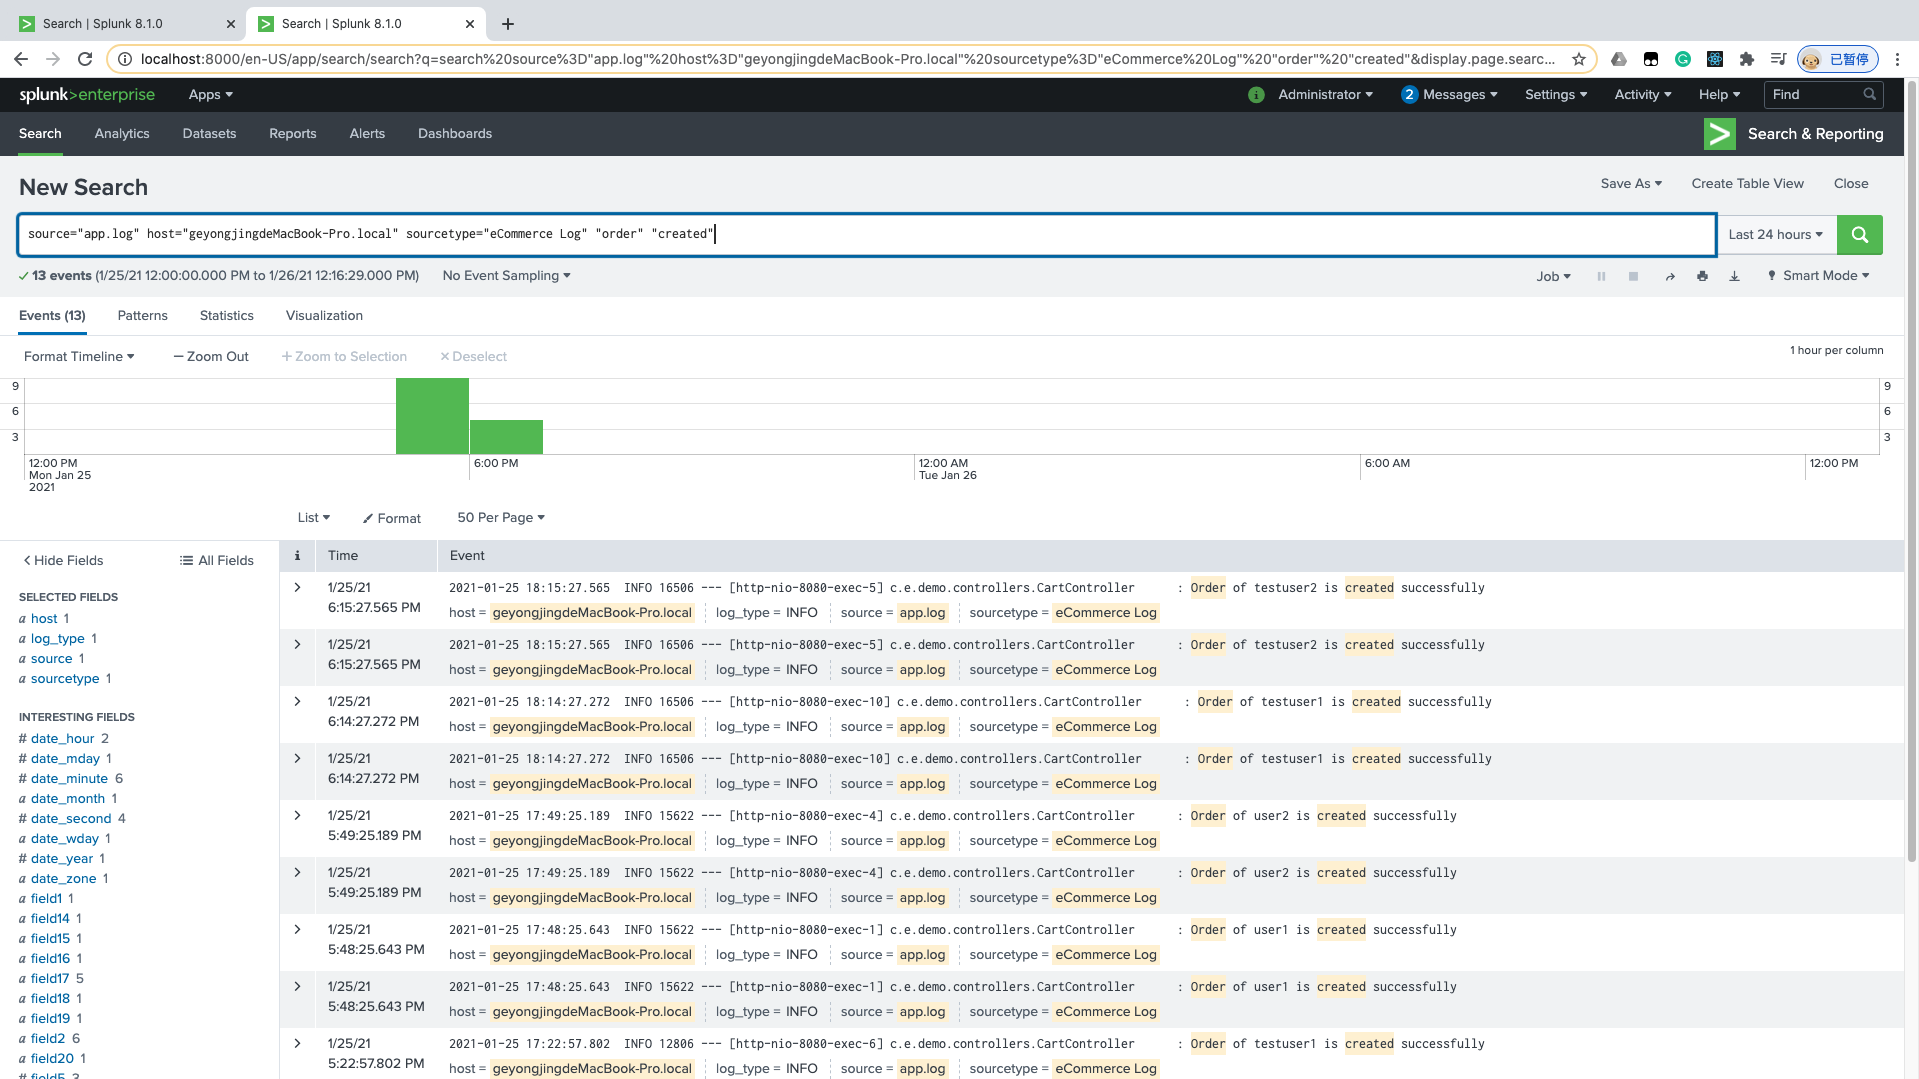 Search | Splunk 8.1.0
Search | Splunk 8.1.0
localhost:8000/en-US/app/search/search?q=search%20source%3D"app.log"%20host%3D"geyongjingdeMacBook-Pro.local"%20sourcetype%3D"eCommerce%20Log"%20"order"%20"created"&display.page.searc...
已暂停
splunk>enterprise Apps
i Administrator 2 Messages Settings Activity Help Find
Search Analytics Datasets Reports Alerts Dashboards
Search & Reporting
New Search
Save As Create Table View Close
source="app.log" host="geyongjingdeMacBook-Pro.local" sourcetype="eCommerce Log" "order" "created"
Last 24 hours
13 events (1/25/21 12:00:00.000 PM to 1/26/21 12:16:29.000 PM) No Event Sampling
Job Smart Mode
Events (13) Patterns Statistics Visualization
Format Timeline — Zoom Out + Zoom to Selection × Deselect
1 hour per column
9 9
6 6
3 3
12:00 PM 6:00 PM 12:00 AM 6:00 AM 12:00 PM
Mon Jan 25 Tue Jan 26
2021
List Format 50 Per Page
< Hide Fields All Fields
SELECTED FIELDS
a host 1
a log_type 1
a source 1
a sourcetype 1
INTERESTING FIELDS
# date_hour 2
# date_mday 1
# date_minute 6
a date_month 1
# date_second 4
a date_wday 1
# date_year 1
a date_zone 1
a field1 1
a field14 1
a field15 1
a field16 1
a field17 5
a field18 1
a field19 1
# field2 6
a field20 1
# field5 3
i Time Event
> 1/25/21 2021-01-25 18:15:27.565 INFO 16506 --- [http-nio-8080-exec-5] c.e.demo.controllers.CartController : Order of testuser2 is created successfully
6:15:27.565 PM host = geyongjingdeMacBook-Pro.local log_type = INFO source = app.log sourcetype = eCommerce Log
> 1/25/21 2021-01-25 18:15:27.565 INFO 16506 --- [http-nio-8080-exec-5] c.e.demo.controllers.CartController : Order of testuser2 is created successfully
6:15:27.565 PM host = geyongjingdeMacBook-Pro.local log_type = INFO source = app.log sourcetype = eCommerce Log
> 1/25/21 2021-01-25 18:14:27.272 INFO 16506 --- [http-nio-8080-exec-10] c.e.demo.controllers.CartController : Order of testuser1 is created successfully
6:14:27.272 PM host = geyongjingdeMacBook-Pro.local log_type = INFO source = app.log sourcetype = eCommerce Log
> 1/25/21 2021-01-25 18:14:27.272 INFO 16506 --- [http-nio-8080-exec-10] c.e.demo.controllers.CartController : Order of testuser1 is created successfully
6:14:27.272 PM host = geyongjingdeMacBook-Pro.local log_type = INFO source = app.log sourcetype = eCommerce Log
> 1/25/21 2021-01-25 17:49:25.189 INFO 15622 --- [http-nio-8080-exec-4] c.e.demo.controllers.CartController : Order of user2 is created successfully
5:49:25.189 PM host = geyongjingdeMacBook-Pro.local log_type = INFO source = app.log sourcetype = eCommerce Log
> 1/25/21 2021-01-25 17:49:25.189 INFO 15622 --- [http-nio-8080-exec-4] c.e.demo.controllers.CartController : Order of user2 is created successfully
5:49:25.189 PM host = geyongjingdeMacBook-Pro.local log_type = INFO source = app.log sourcetype = eCommerce Log
> 1/25/21 2021-01-25 17:48:25.643 INFO 15622 --- [http-nio-8080-exec-1] c.e.demo.controllers.CartController : Order of user1 is created successfully
5:48:25.643 PM host = geyongjingdeMacBook-Pro.local log_type = INFO source = app.log sourcetype = eCommerce Log
> 1/25/21 2021-01-25 17:48:25.643 INFO 15622 --- [http-nio-8080-exec-1] c.e.demo.controllers.CartController : Order of user1 is created successfully
5:48:25.643 PM host = geyongjingdeMacBook-Pro.local log_type = INFO source = app.log sourcetype = eCommerce Log
> 1/25/21 2021-01-25 17:22:57.802 INFO 12806 --- [http-nio-8080-exec-6] c.e.demo.controllers.CartController : Order of testuser1 is created successfully
5:22:57.802 PM host = geyongjingdeMacBook-Pro.local log_type = INFO source = app.log sourcetype = eCommerce Log